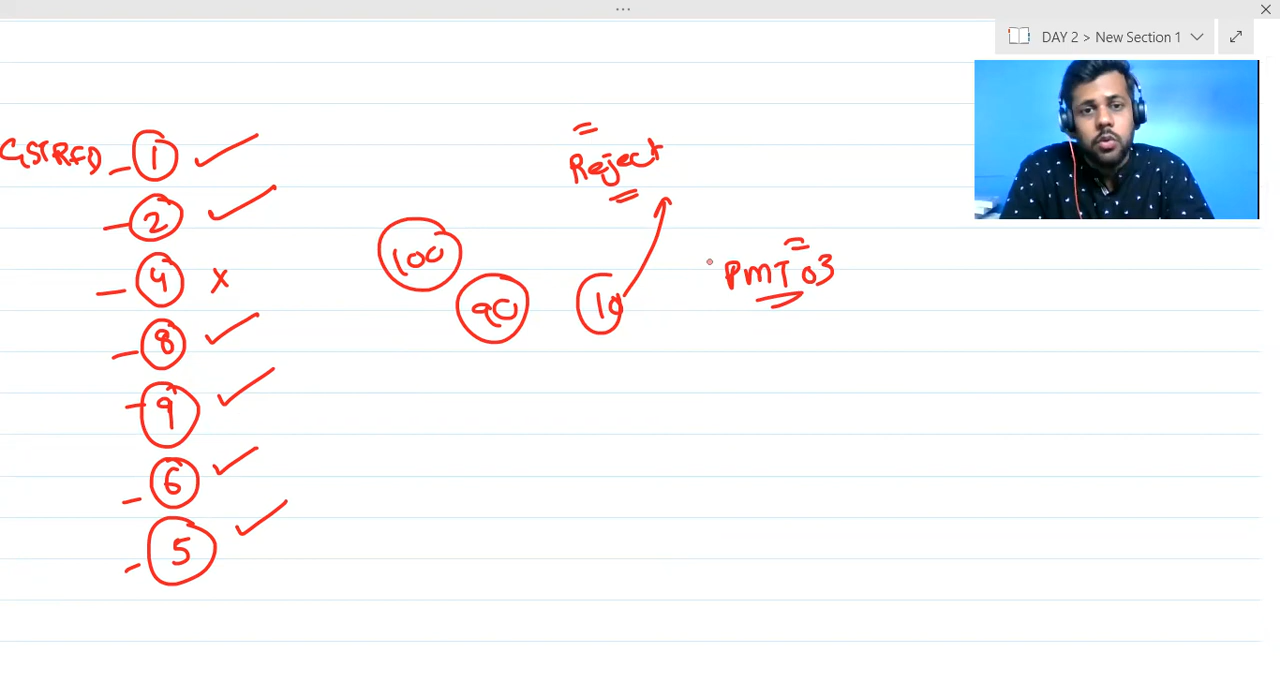 DAY 2 > New Section 1
GSTRFD - 1 ✓
- 2 ✓
- 4 x
- 8 ✓
- 9 ✓
- 6 ✓
- 5 ✓
Reject
100
90
10
PMT 03